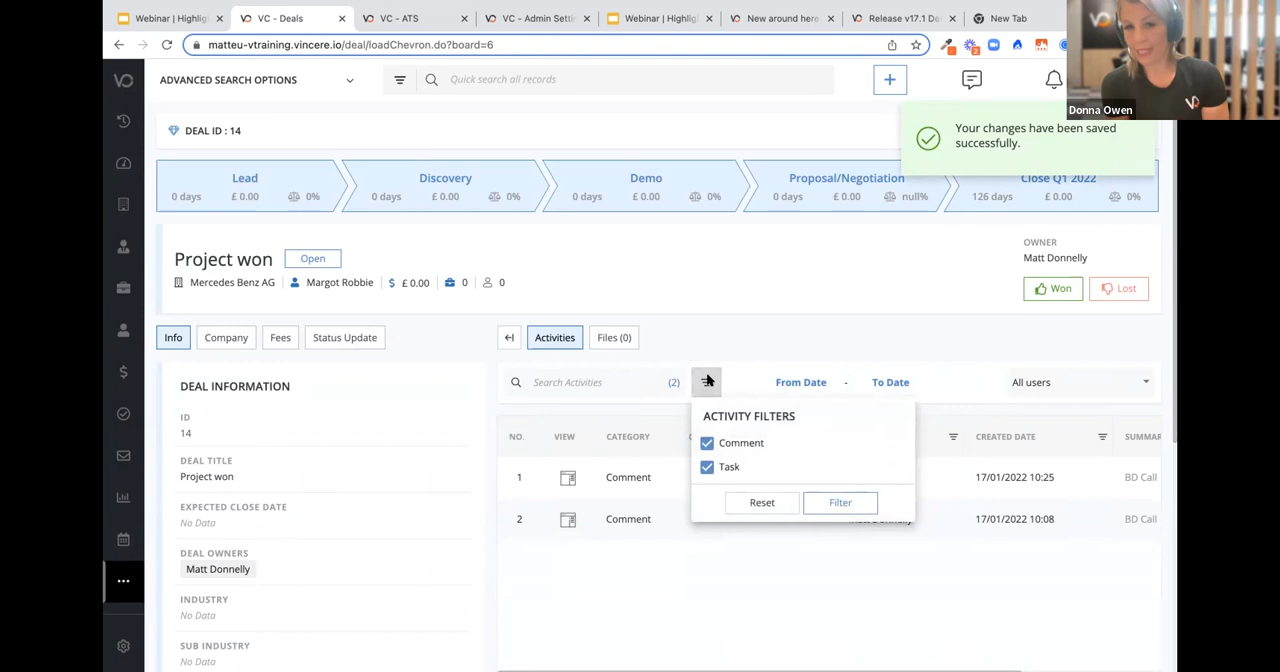 Webinar | Highlig
VC - Deals
VC - ATS
VC - Admin Setti
Webinar | Highlig
New around here
Release v17.1 De
New Tab
matteu-vtraining.vincere.io/deal/loadChevron.do?board=6
ADVANCED SEARCH OPTIONS
Quick search all records
Donna Owen
DEAL ID : 14
Your changes have been saved
successfully.
Lead
0 days £ 0.00 0%
Discovery
0 days £ 0.00 0%
Demo
0 days £ 0.00 0%
Proposal/Negotiation
0 days £ 0.00 null%
Close Q1 2022
126 days £ 0.00 0%
Project won Open
Mercedes Benz AG Margot Robbie $ £ 0.00 0 0
OWNER
Matt Donnelly
Won Lost
Info Company Fees Status Update
Activities Files (0)
DEAL INFORMATION
ID
14
DEAL TITLE
Project won
EXPECTED CLOSE DATE
No Data
DEAL OWNERS
Matt Donnelly
INDUSTRY
No Data
SUB INDUSTRY
No Data
Search Activities (2) From Date - To Date All users
ACTIVITY FILTERS
Comment
Task
Reset Filter
NO. VIEW CATEGORY CREATED DATE SUMMAR
1 Comment 17/01/2022 10:25 BD Call
2 Comment Matt Donnelly 17/01/2022 10:08 BD Call